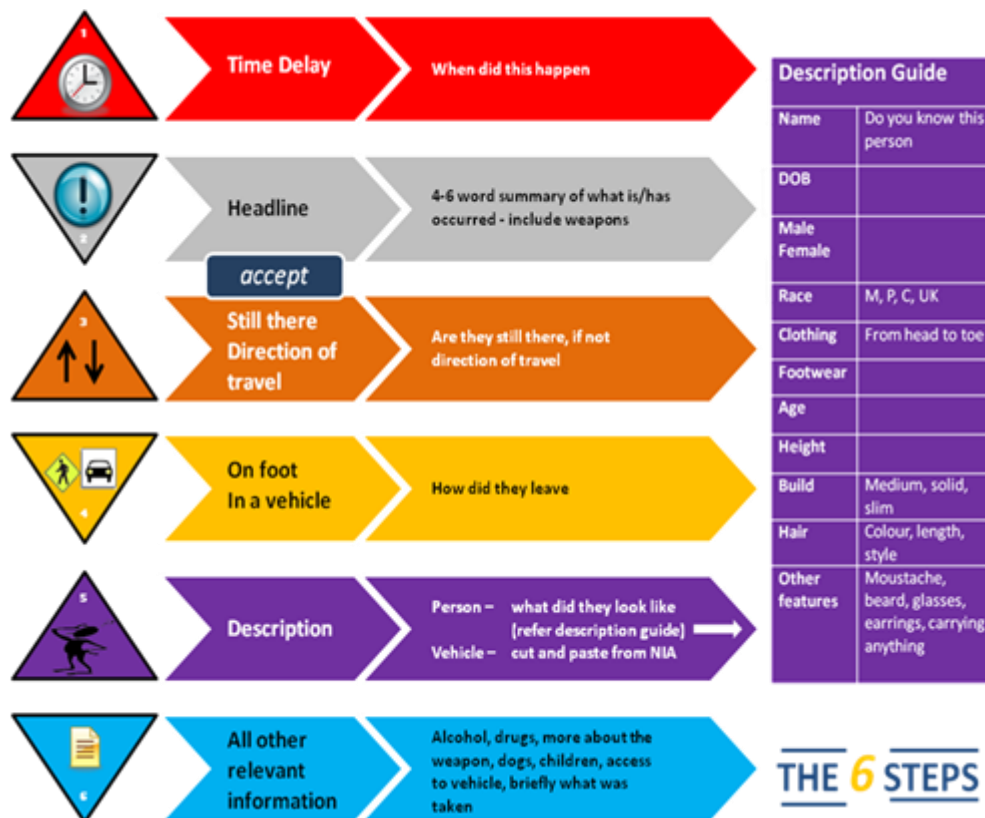 1
Time Delay
When did this happen
2
Headline
4-6 word summary of what is/has
occurred - include weapons
accept
3
Still there
Direction of
travel
Are they still there, if not
direction of travel
4
On foot
In a vehicle
How did they leave
5
Description
Person – what did they look like
(refer description guide)
Vehicle – cut and paste from NIA
6
All other
relevant
information
Alcohol, drugs, more about the
weapon, dogs, children, access
to vehicle, briefly what was
taken
Description Guide
Name Do you know this
person
DOB
Male
Female
Race M, P, C, UK
Clothing From head to toe
Footwear
Age
Height
Build Medium, solid,
slim
Hair Colour, length,
style
Other Moustache,
features beard, glasses,
earrings, carrying
anything
THE 6 STEPS